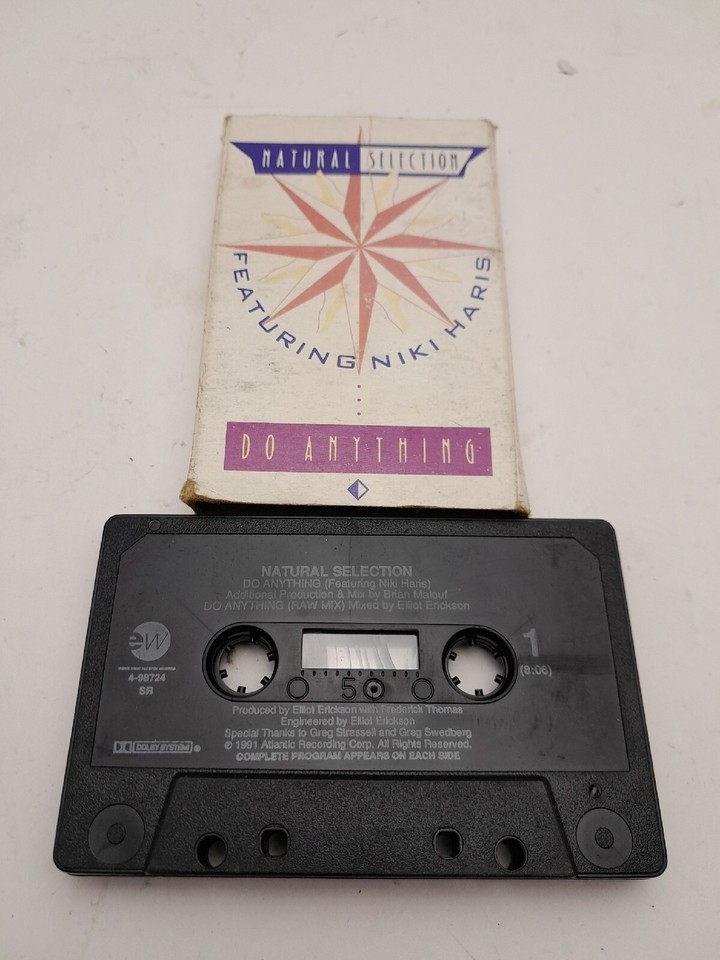 NATURAL SELECTION
FEATURING NIKI HARIS
DO ANYTHING
NATURAL SELECTION
DO ANYTHING (Featuring Niki Haris)
Additional Production & Mix by Brian Malouf
DO ANYTHING (RAW MIX) Mixed by Elliot Erickson
ew
4-98724
SR
1
(8:06)
50
Produced by Elliot Erickson with Frederick Thomas
Engineered by Elliot Erickson
Special Thanks to Greg Strassell and Greg Swedberg
DOLBY SYSTEM ®
℗ 1991 Atlantic Recording Corp. All Rights Reserved.
COMPLETE PROGRAM APPEARS ON EACH SIDE